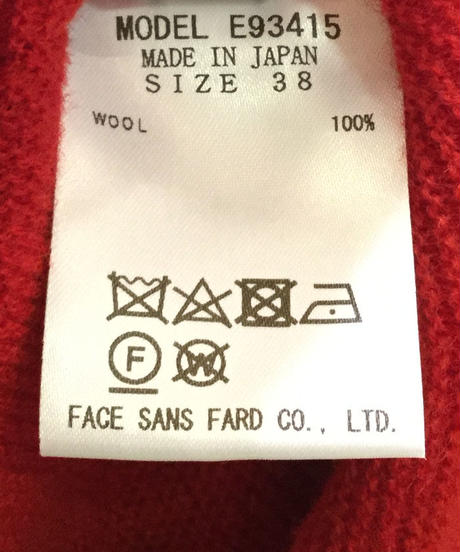 MODEL E93415
MADE IN JAPAN
SIZE 38
WOOL 100%
F W
FACE SANS FARD CO., LTD.